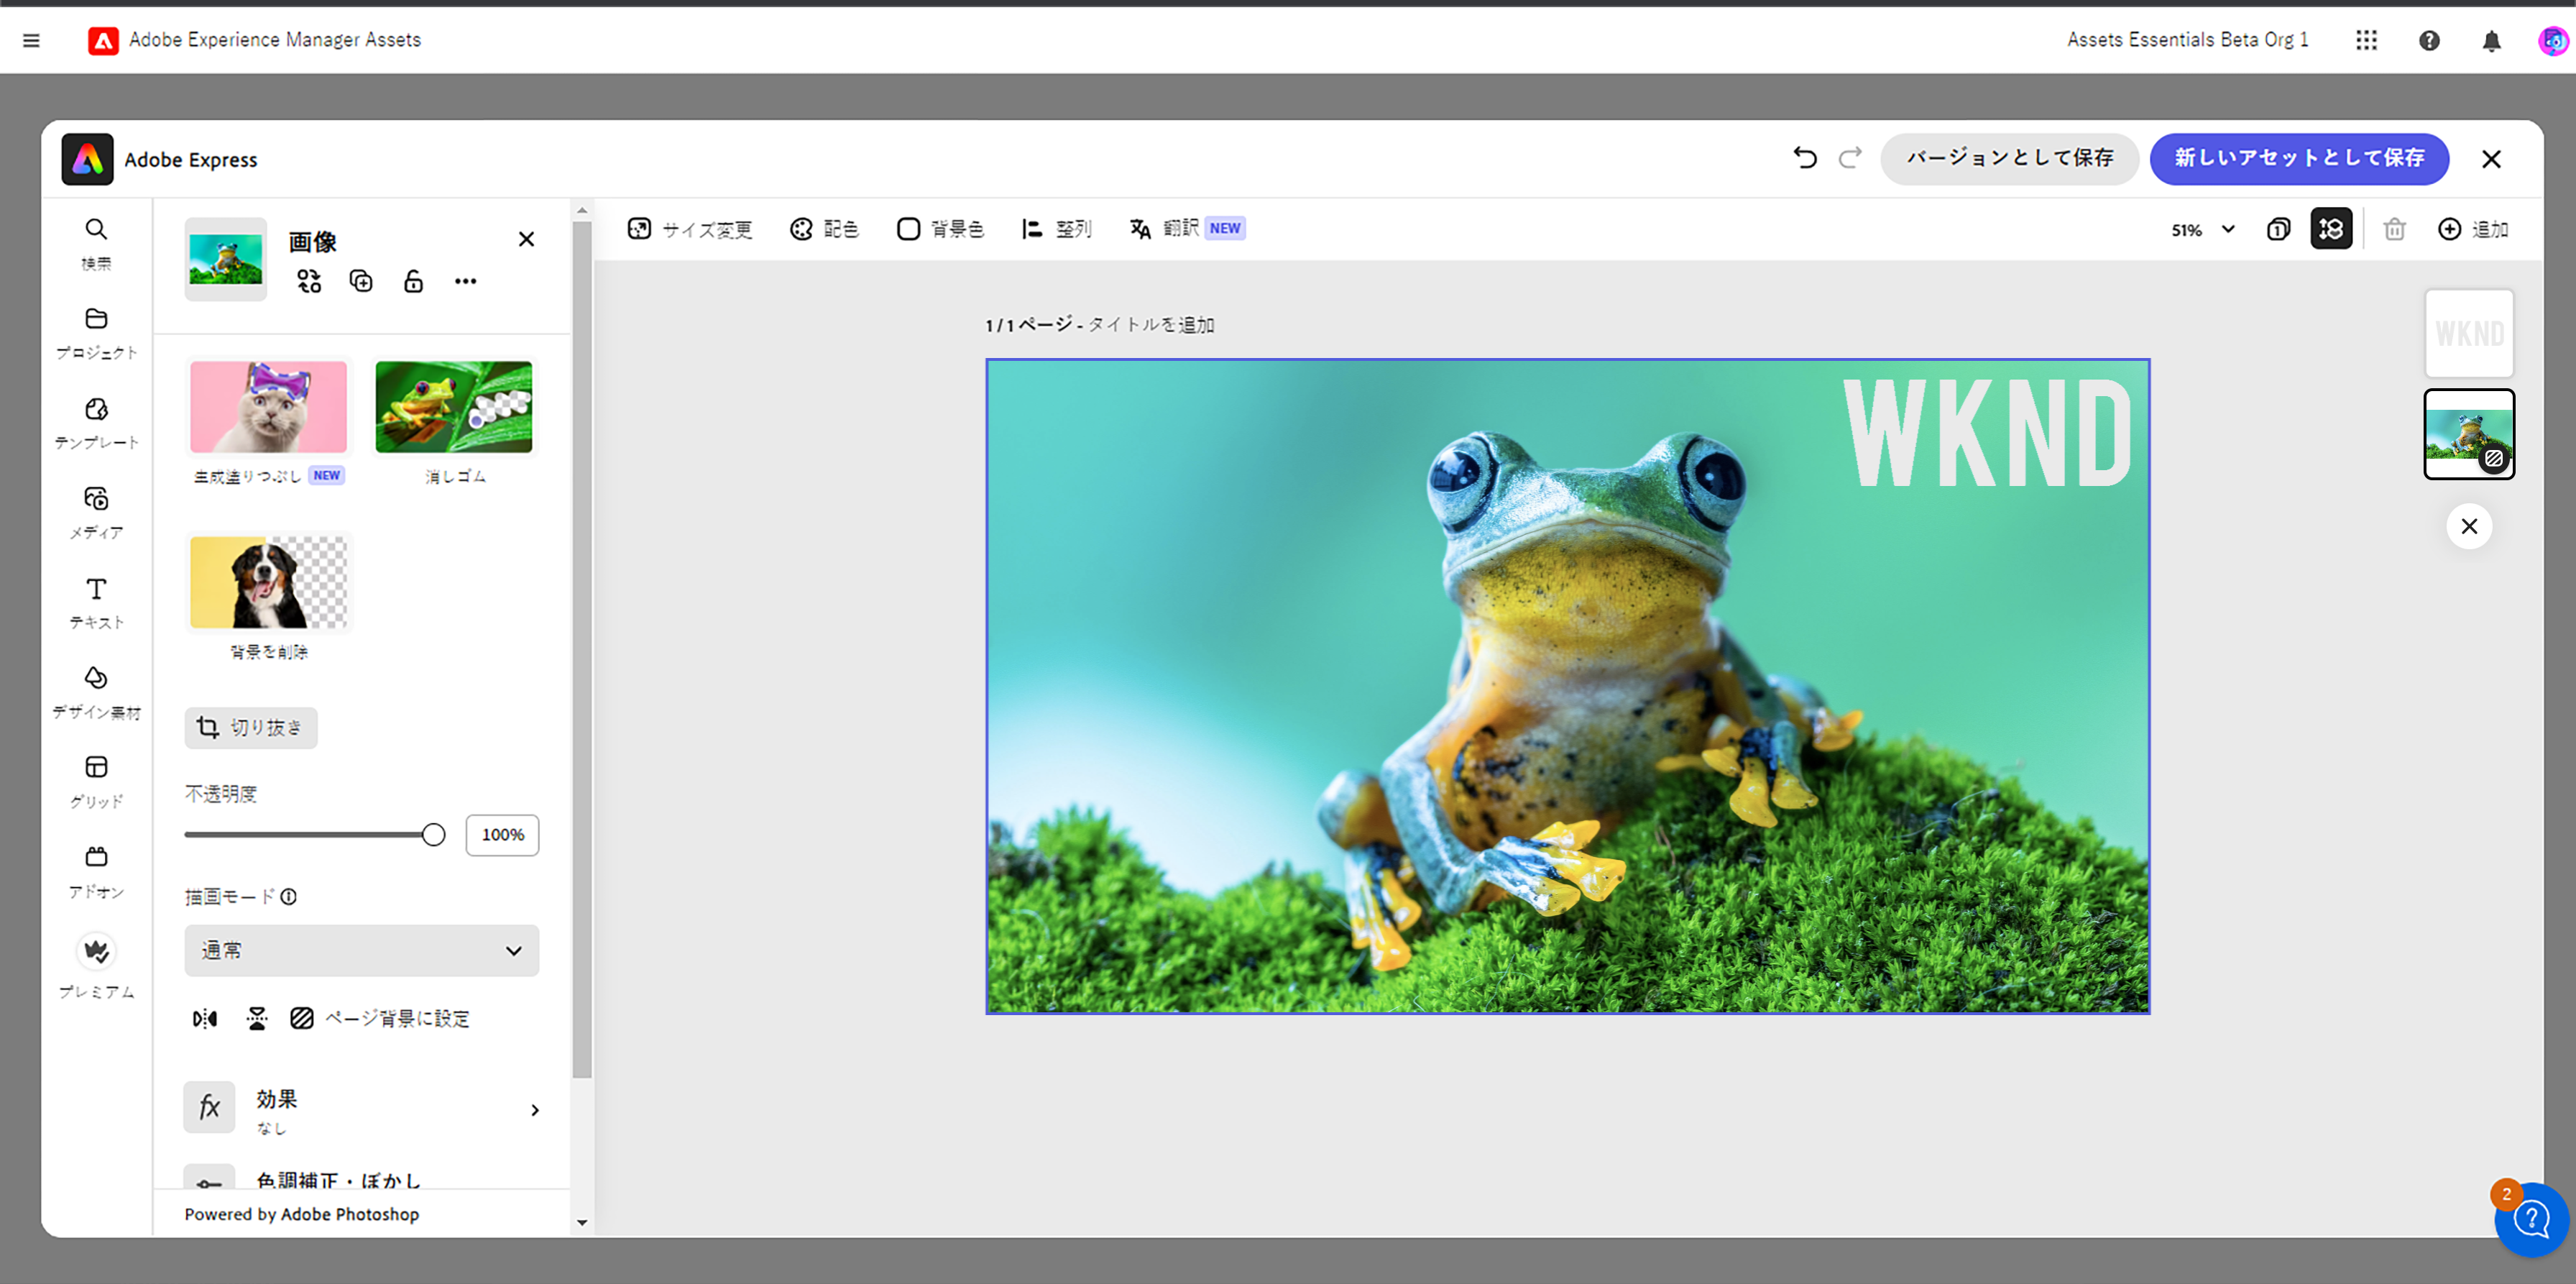 Adobe Experience Manager Assets
Assets Essentials Beta Org 1
Adobe Express
バージョンとして保存
新しいアセットとして保存
検索
プロジェクト
テンプレート
メディア
テキスト
デザイン素材
グリッド
アドオン
プレミアム
画像
生成塗りつぶし NEW
消しゴム
背景を削除
切り抜き
不透明度
100%
描画モード
通常
ページ背景に設定
fx
効果
なし
色調補正・ぼかし
Powered by Adobe Photoshop
サイズ変更
配色
背景色
整列
翻訳 NEW
51%
1
追加
1 / 1 ページ - タイトルを追加
WKND
WKND
2